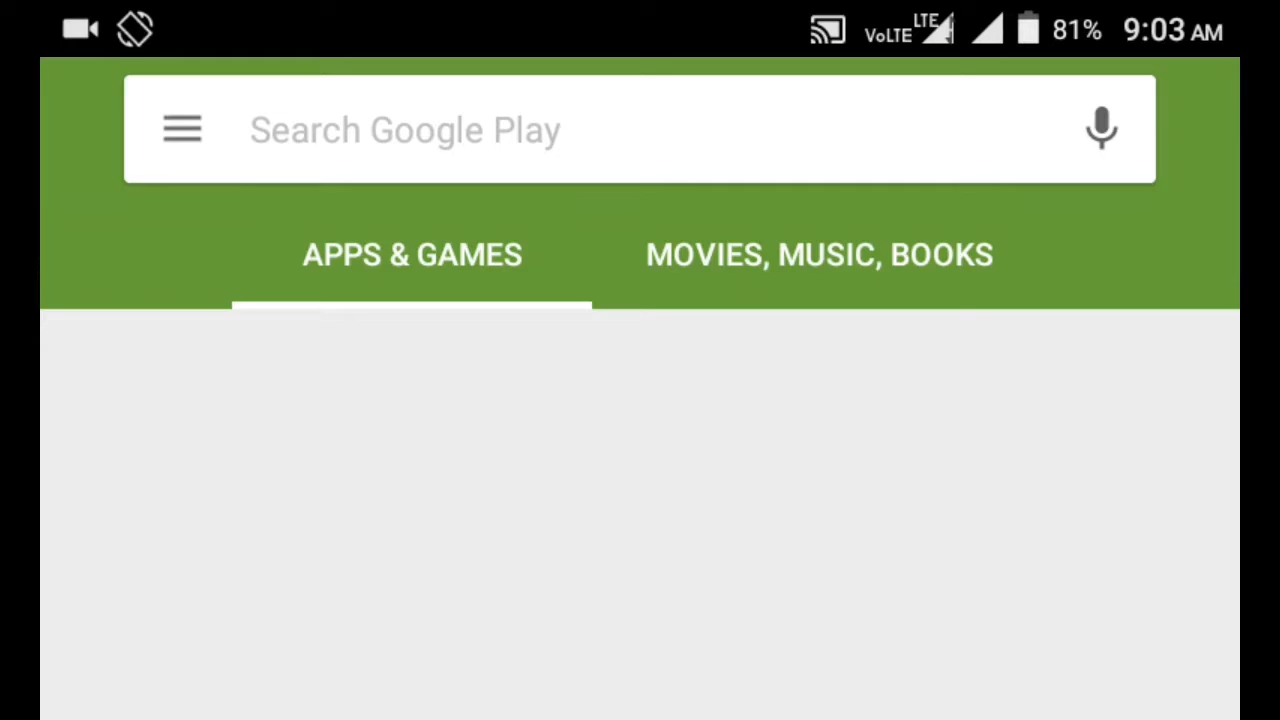 VoLTE LTE 81% 9:03 AM
Search Google Play
APPS & GAMES MOVIES, MUSIC, BOOKS